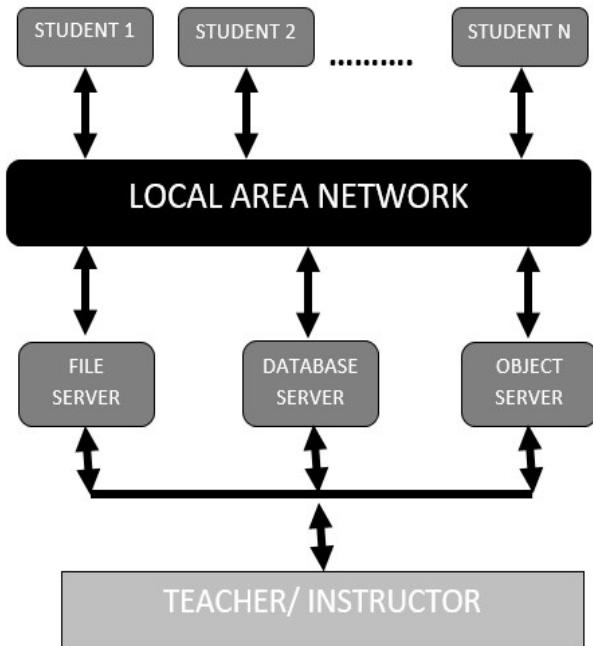 STUDENT 1
STUDENT 2
..........
STUDENT N
LOCAL AREA NETWORK
FILE
SERVER
DATABASE
SERVER
OBJECT
SERVER
TEACHER/ INSTRUCTOR